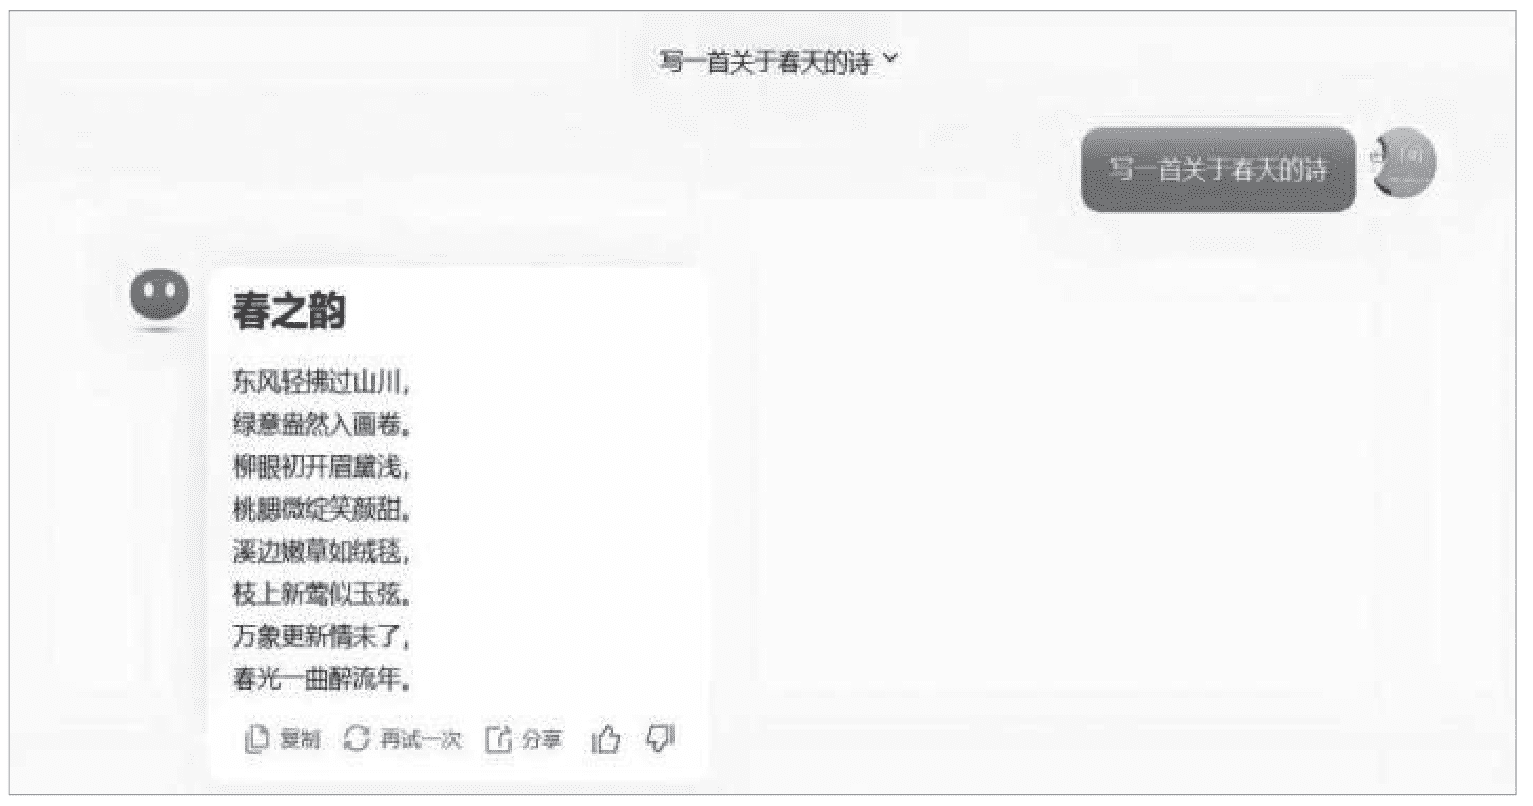 写一首关于春天的诗
写一首关于春天的诗
春之韵
东风轻拂过山川，
绿意盎然入画卷。
柳眼初开眉黛浅，
桃腮微绽笑颜甜。
溪边嫩草如绒毯，
枝上新莺似玉弦。
万象更新情未了，
春光一曲醉流年。
复制 再试一次 分享